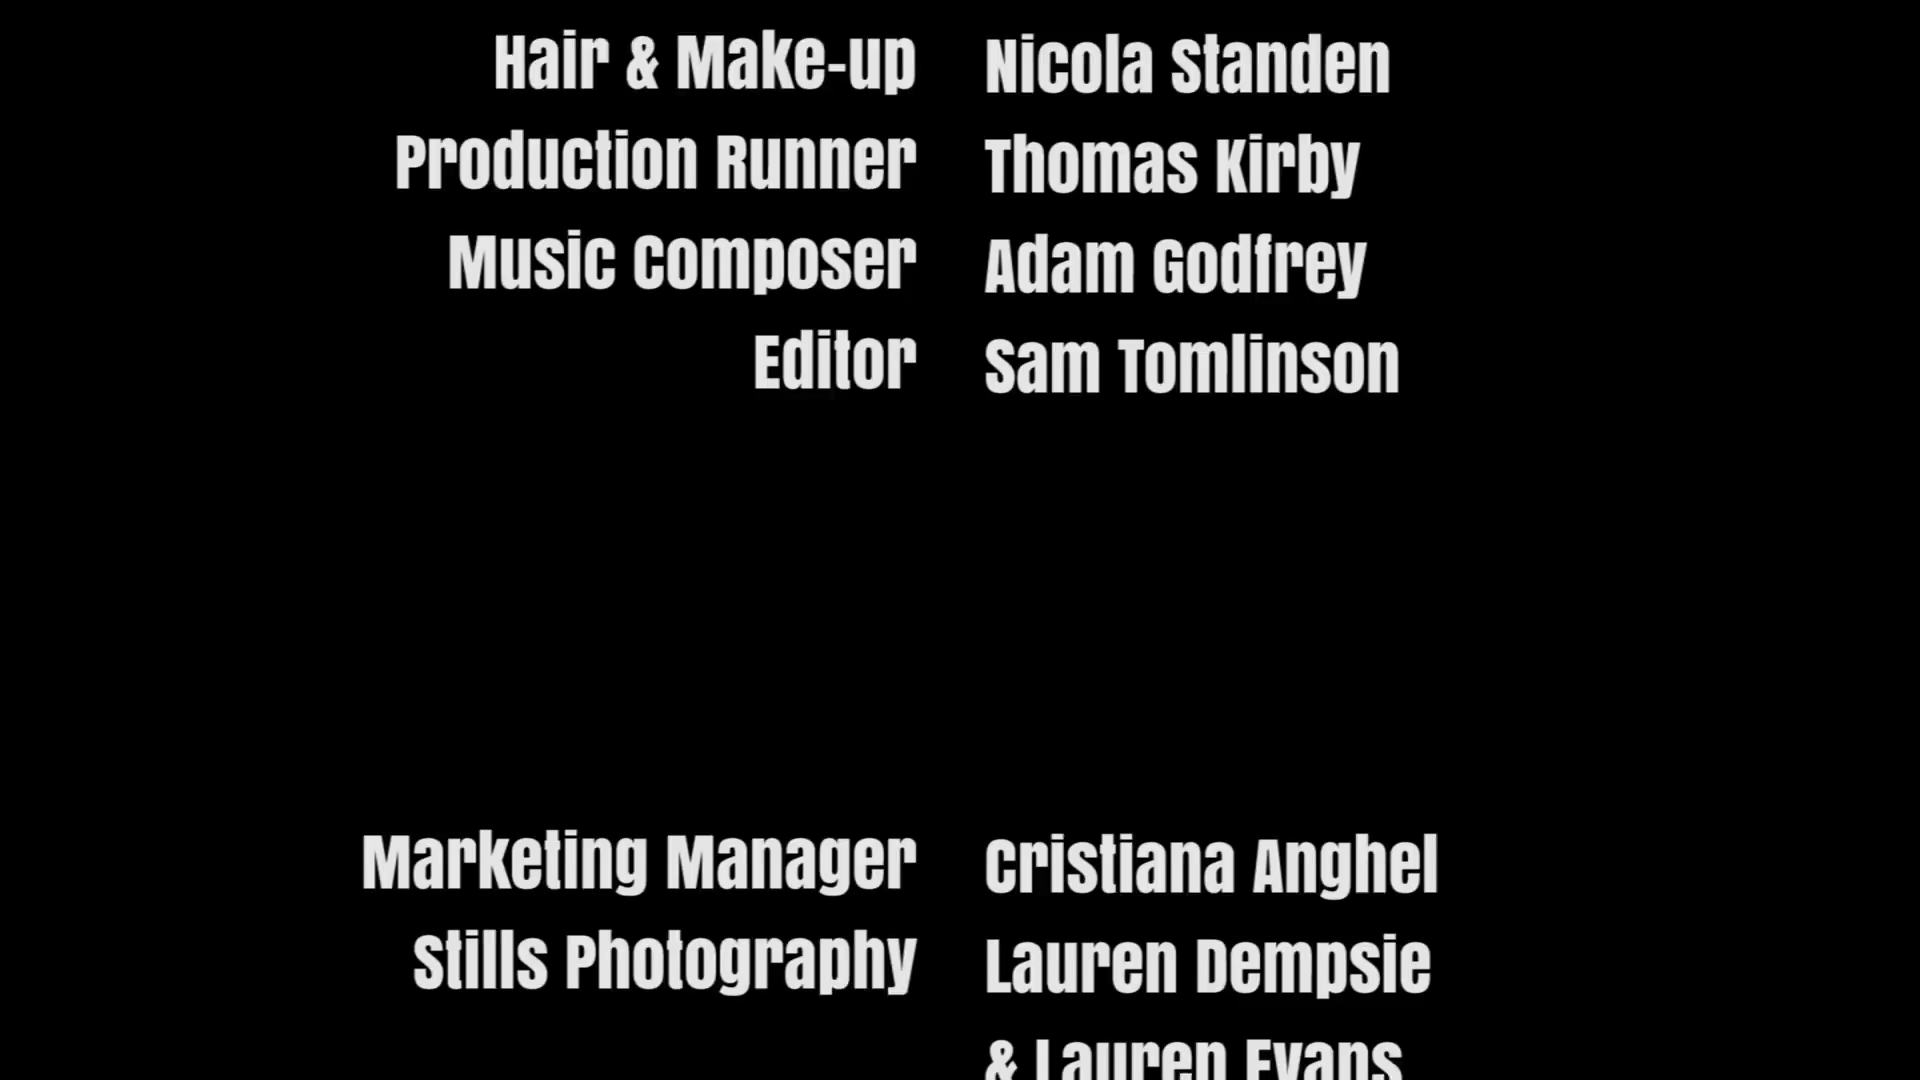 Hair & Make-up Nicola Standen
Production Runner Thomas Kirby
Music Composer Adam Godfrey
Editor Sam Tomlinson
Marketing Manager Cristiana Anghel
Stills Photography Lauren Dempsie
& Lauren Evans